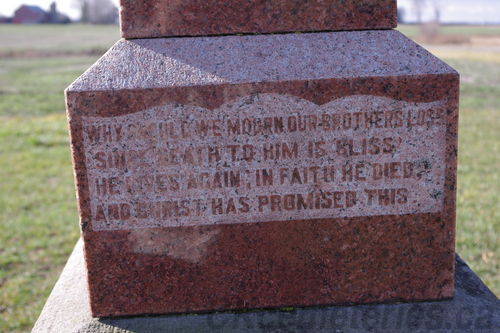 WHY SHOULD WE MOURN OUR BROTHERS LOSS
SINCE DEATH TO HIM IS BLISS
HE LIVES AGAIN, IN FAITH HE DIED,
AND CHRIST HAS PROMISED THIS